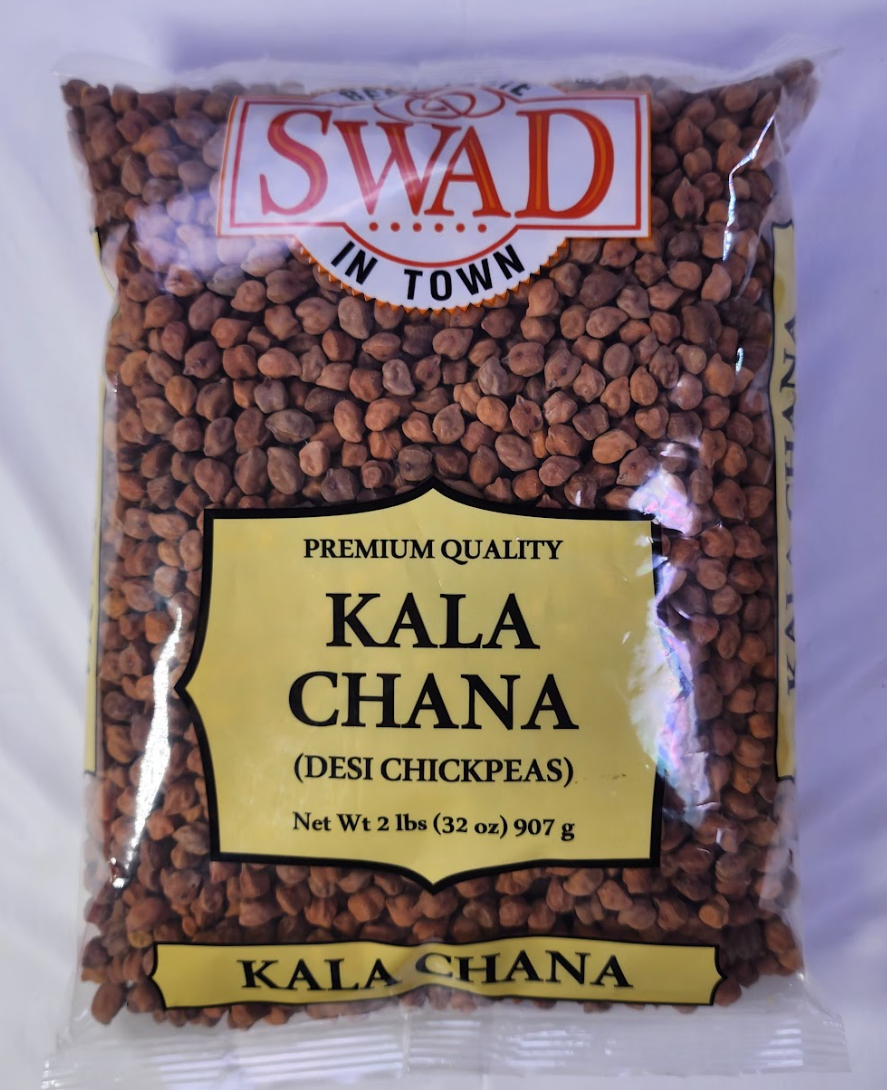 SWAD
IN TOWN
PREMIUM QUALITY
KALA
CHANA
(DESI CHICKPEAS)
Net Wt 2 lbs (32 oz) 907 g
KALA CHANA
KALA CHANA